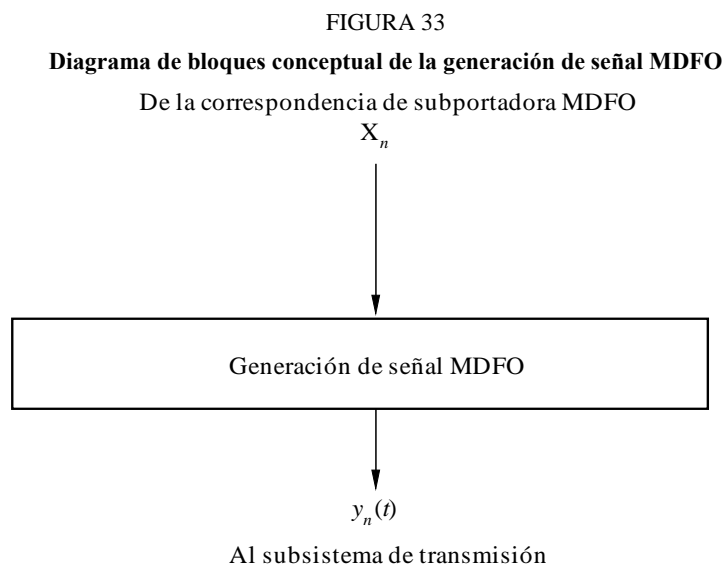 FIGURA 33
Diagrama de bloques conceptual de la generación de señal MDFO
De la correspondencia de subportadora MDFO
Xn
Generación de señal MDFO
yn(t)
Al subsistema de transmisión